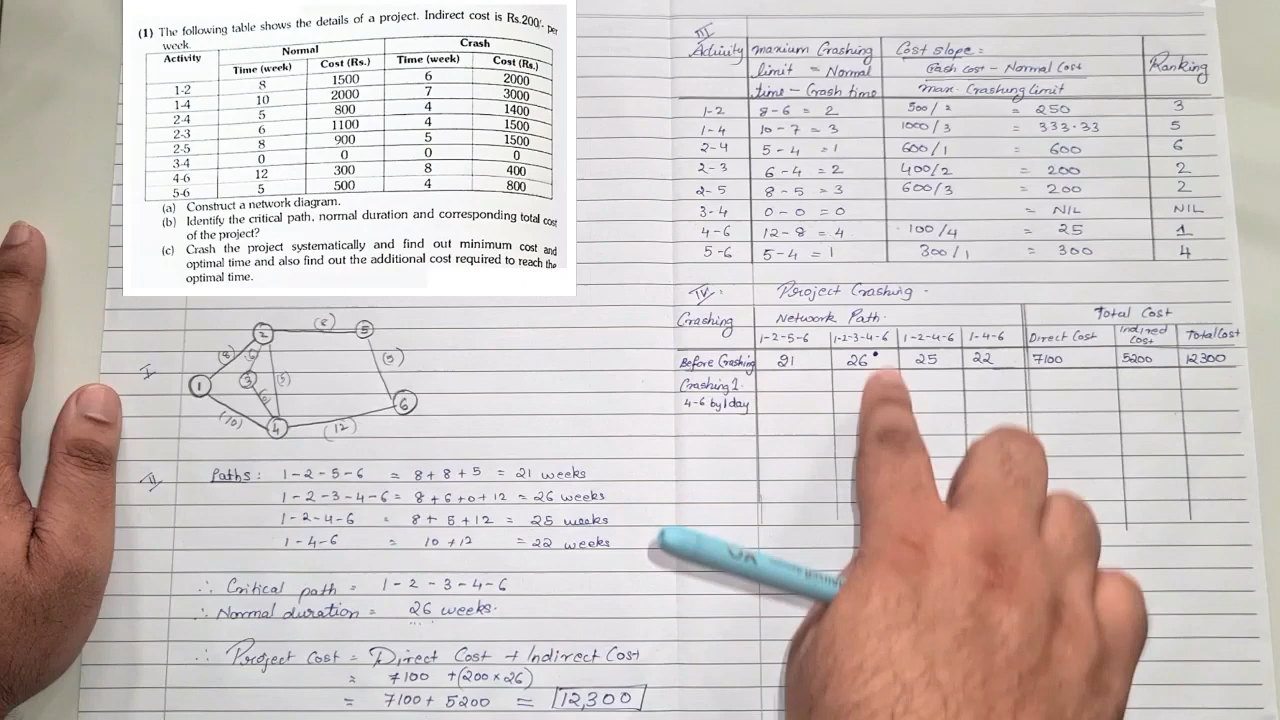 (1) The following table shows the details of a project. Indirect cost is Rs.200/- per
week.
Activity Normal Crash
Time (week) Cost (Rs.) Time (week) Cost (Rs.)
1-2 8 1500 6 2000
1-4 10 2000 7 3000
2-4 5 800 4 1400
2-3 6 1100 4 1500
2-5 8 900 5 1500
3-4 0 0 0 0
4-6 12 300 8 400
5-6 5 500 4 800
(a) Construct a network diagram.
(b) Identify the critical path, normal duration and corresponding total cost
of the project?
(c) Crash the project systematically and find out minimum cost and
optimal time and also find out the additional cost required to reach the
optimal time.
I
1
2
3
4
5
6
(8)
(8)
(6)
(5)
(5)
(10)
(12)
II
Paths : 1-2-5-6 = 8+8+5 = 21 weeks
1-2-3-4-6 = 8+6+0+12 = 26 weeks
1-2-4-6 = 8+5+12 = 25 weeks
1-4-6 = 10+12 = 22 weeks
∴ Critical path = 1-2-3-4-6
∴ Normal duration = 26 weeks.
∴ Project Cost = Direct Cost + Indirect Cost
= 7100 +(200×26)
= 7100+ 5200 = 12,300
III
Activity maxium Crashing limit = Normal time - Crash time Cost slope = Cash cost - Normal Cost max. Crashing limit Ranking
1-2 8-6 = 2 500/2 = 250 3
1-4 10-7 = 3 1000/3 = 333.33 5
2-4 5-4 = 1 600/1 = 600 6
2-3 6-4 = 2 400/2 = 200 2
2-5 8-5 = 3 600/3 = 200 2
3-4 0-0 = 0 = NIL NIL
4-6 12-8 = 4 100/4 = 25 1
5-6 5-4 = 1 300/1 = 300 4
IV. Project Crashing.
Crashing Network Path. Total Cost
1-2-5-6 1-2-3-4-6 1-2-4-6 1-4-6 Direct Cost Indirect Cost Total Cost
Before Crashing 21 26 25 22 7100 5200 12300
Crashing 1.
4-6 by 1 day